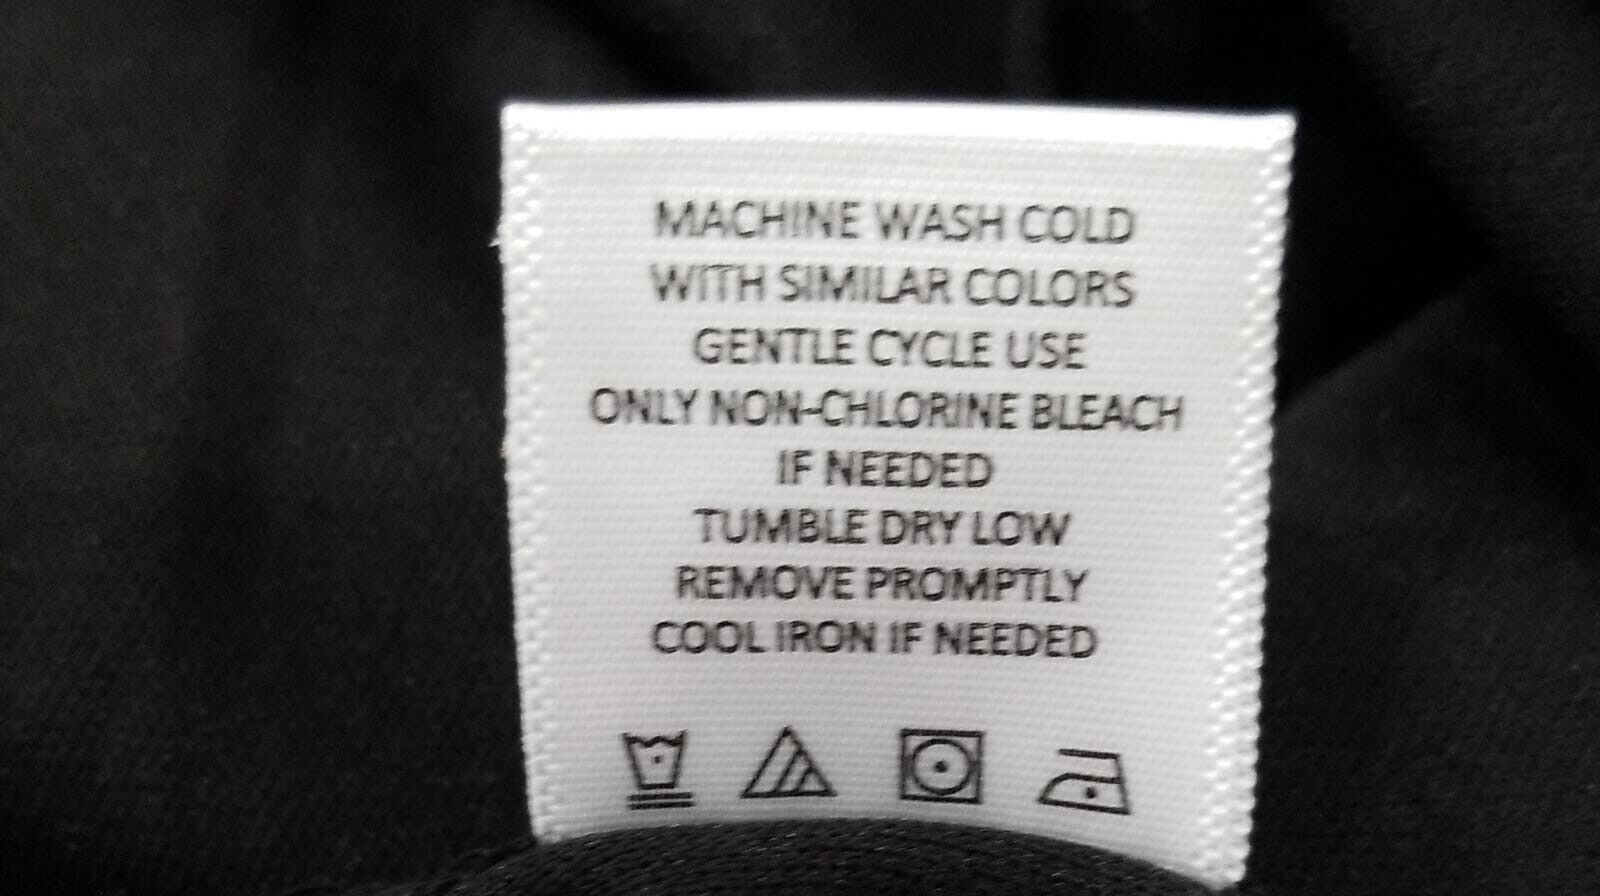 MACHINE WASH COLD
WITH SIMILAR COLORS
GENTLE CYCLE USE
ONLY NON-CHLORINE BLEACH
IF NEEDED
TUMBLE DRY LOW
REMOVE PROMPTLY
COOL IRON IF NEEDED